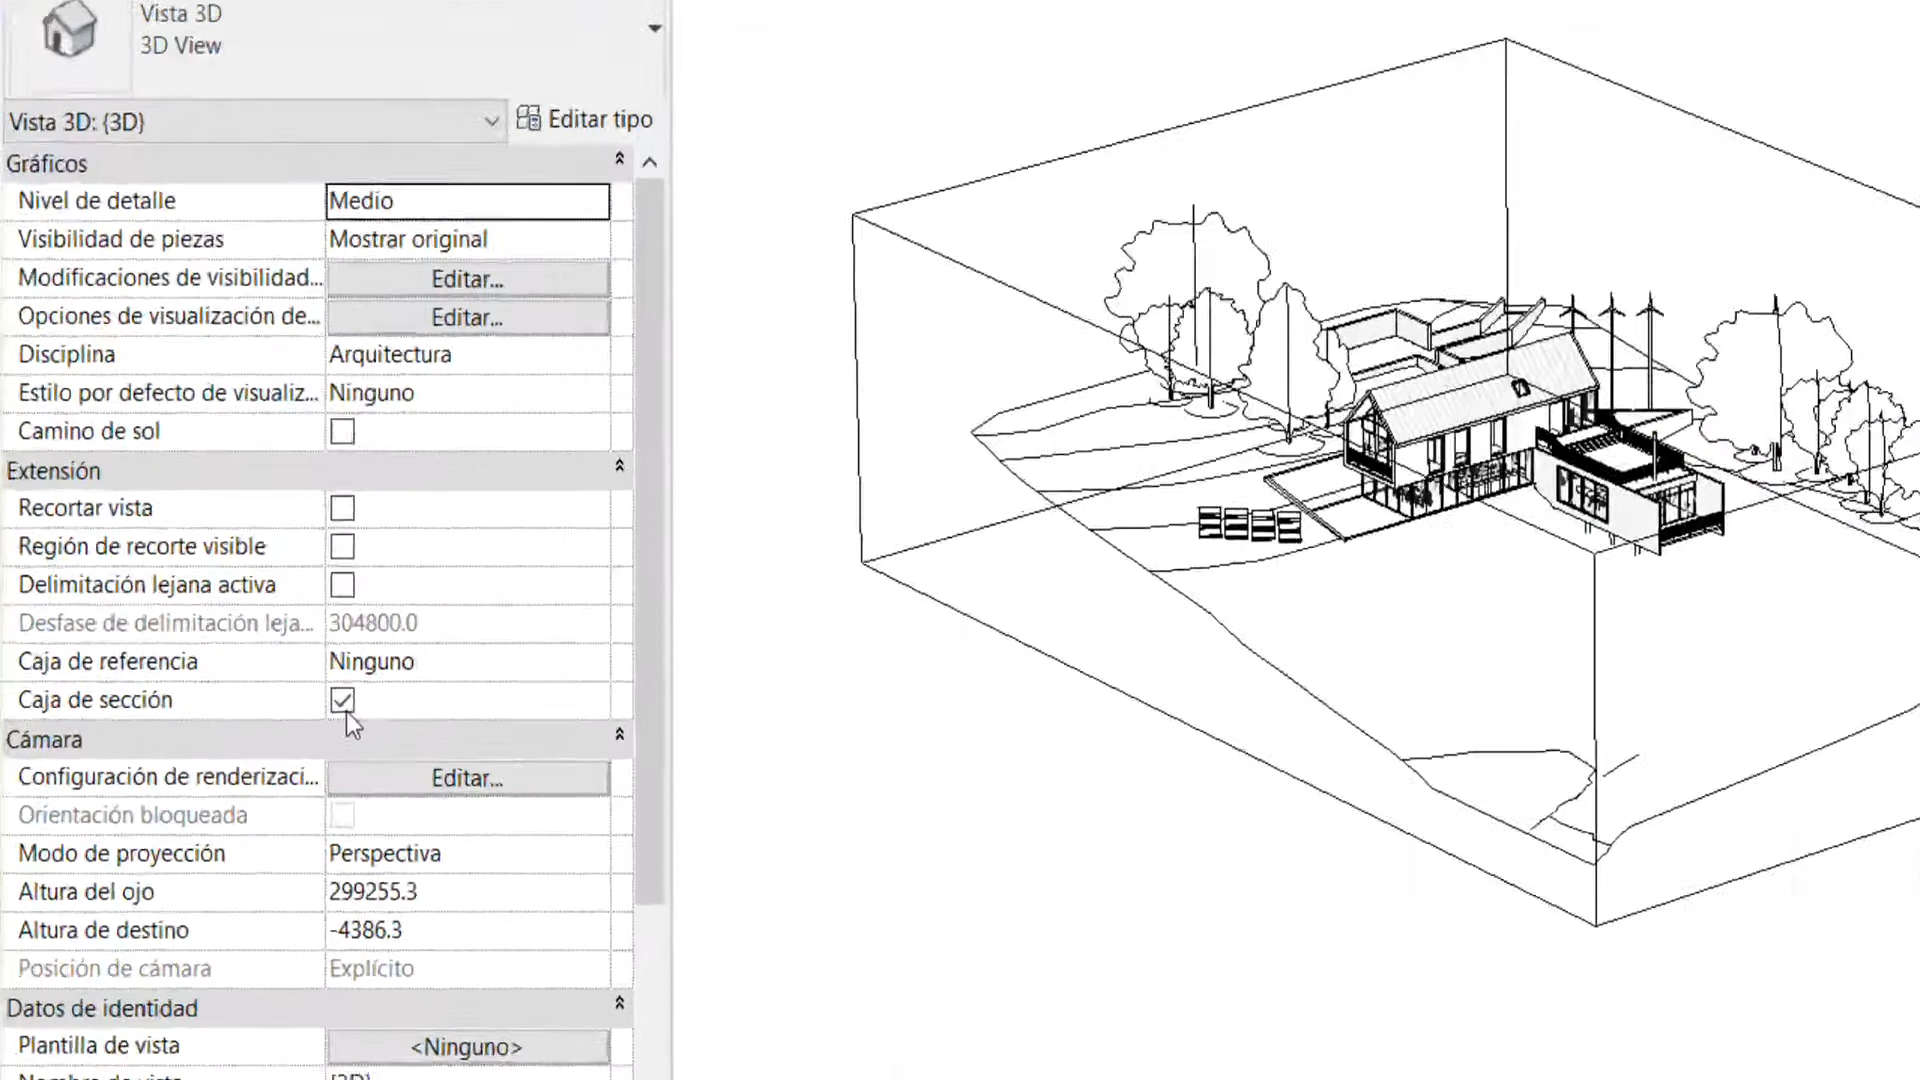 Vista 3D
3D View
Vista 3D: {3D}
Editar tipo
Gráficos
Nivel de detalle Medio
Visibilidad de piezas Mostrar original
Modificaciones de visibilidad... Editar...
Opciones de visualización de... Editar...
Disciplina Arquitectura
Estilo por defecto de visualiz... Ninguno
Camino de sol
Extensión
Recortar vista
Región de recorte visible
Delimitación lejana activa
Desfase de delimitación leja... 304800.0
Caja de referencia Ninguno
Caja de sección
Cámara
Configuración de renderizaci... Editar...
Orientación bloqueada
Modo de proyección Perspectiva
Altura del ojo 299255.3
Altura de destino -4386.3
Posición de cámara Explícito
Datos de identidad
Plantilla de vista <Ninguno>
Nombre de vista {3D}